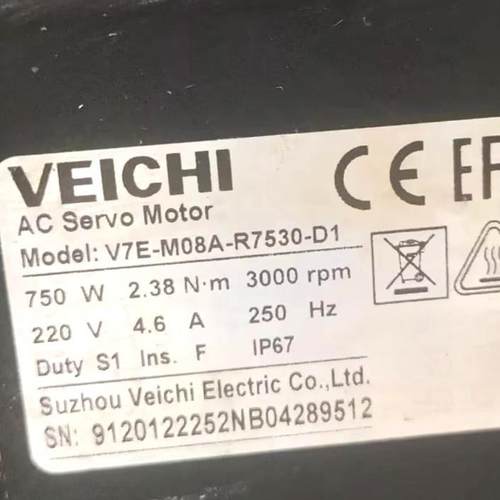 VEICHI
CE EF
AC Servo Motor
Model: V7E-M08A-R7530-D1
750 W 2.38 N·m 3000 rpm
220 V 4.6 A 250 Hz
Duty S1 Ins. F IP67
Suzhou Veichi Electric Co.,Ltd.
SN: 9120122252NB04289512